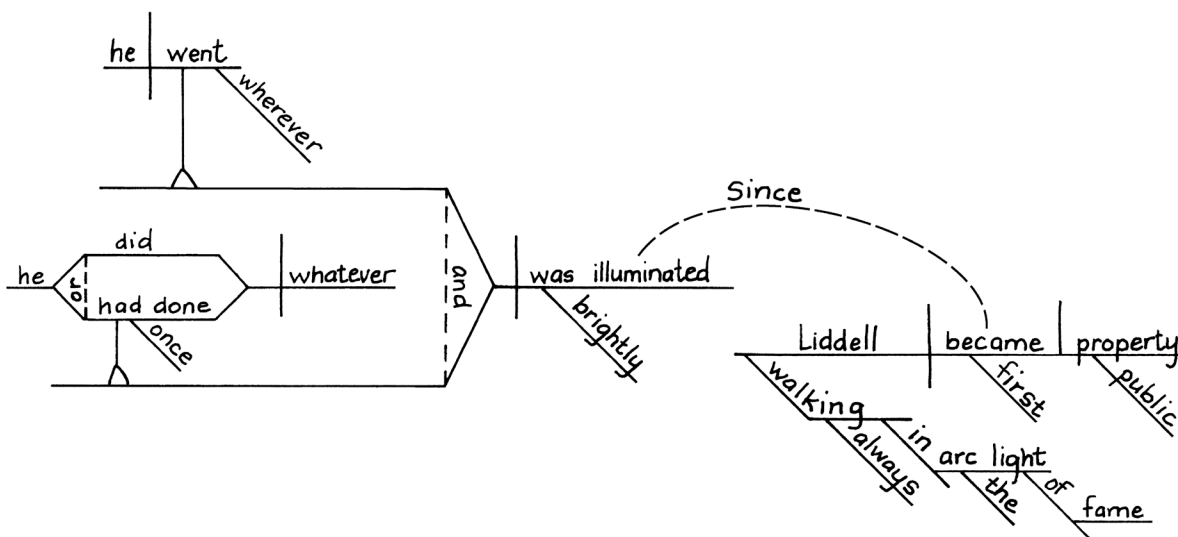 he went
wherever
Since
did
he or whatever
had done
once
and
was illuminated
brightly
Liddell became property
walking first public
always in arc light
the of fame